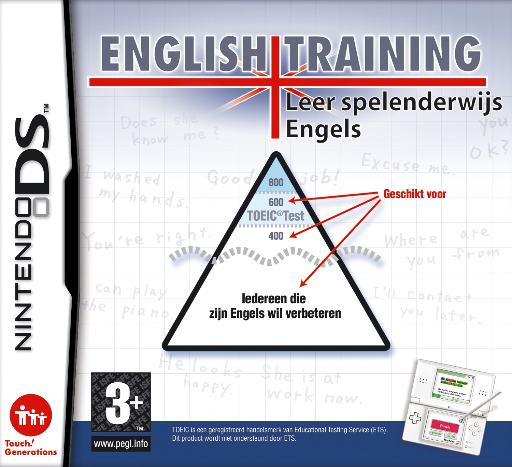 ENGLISH TRAINING
Leer spelenderwijs
Engels
NINTENDO DS™
Does she
know me?
you
ok?
Excuse me.
I washed
my hands.
Good job!
800
600
TOEIC®Test
400
Geschikt voor
You're right.
Where are
you from
Iedereen die
zijn Engels wil verbeteren
can play
the piano
I'll contact
you later.
He looks
happy.
She is at
work now.
3+
™
www.pegi.info
Touch!
Generations
TOEIC is een geregistreerd handelsmerk van Educational Testing Service (ETS).
Dit product wordt niet ondersteund door ETS.